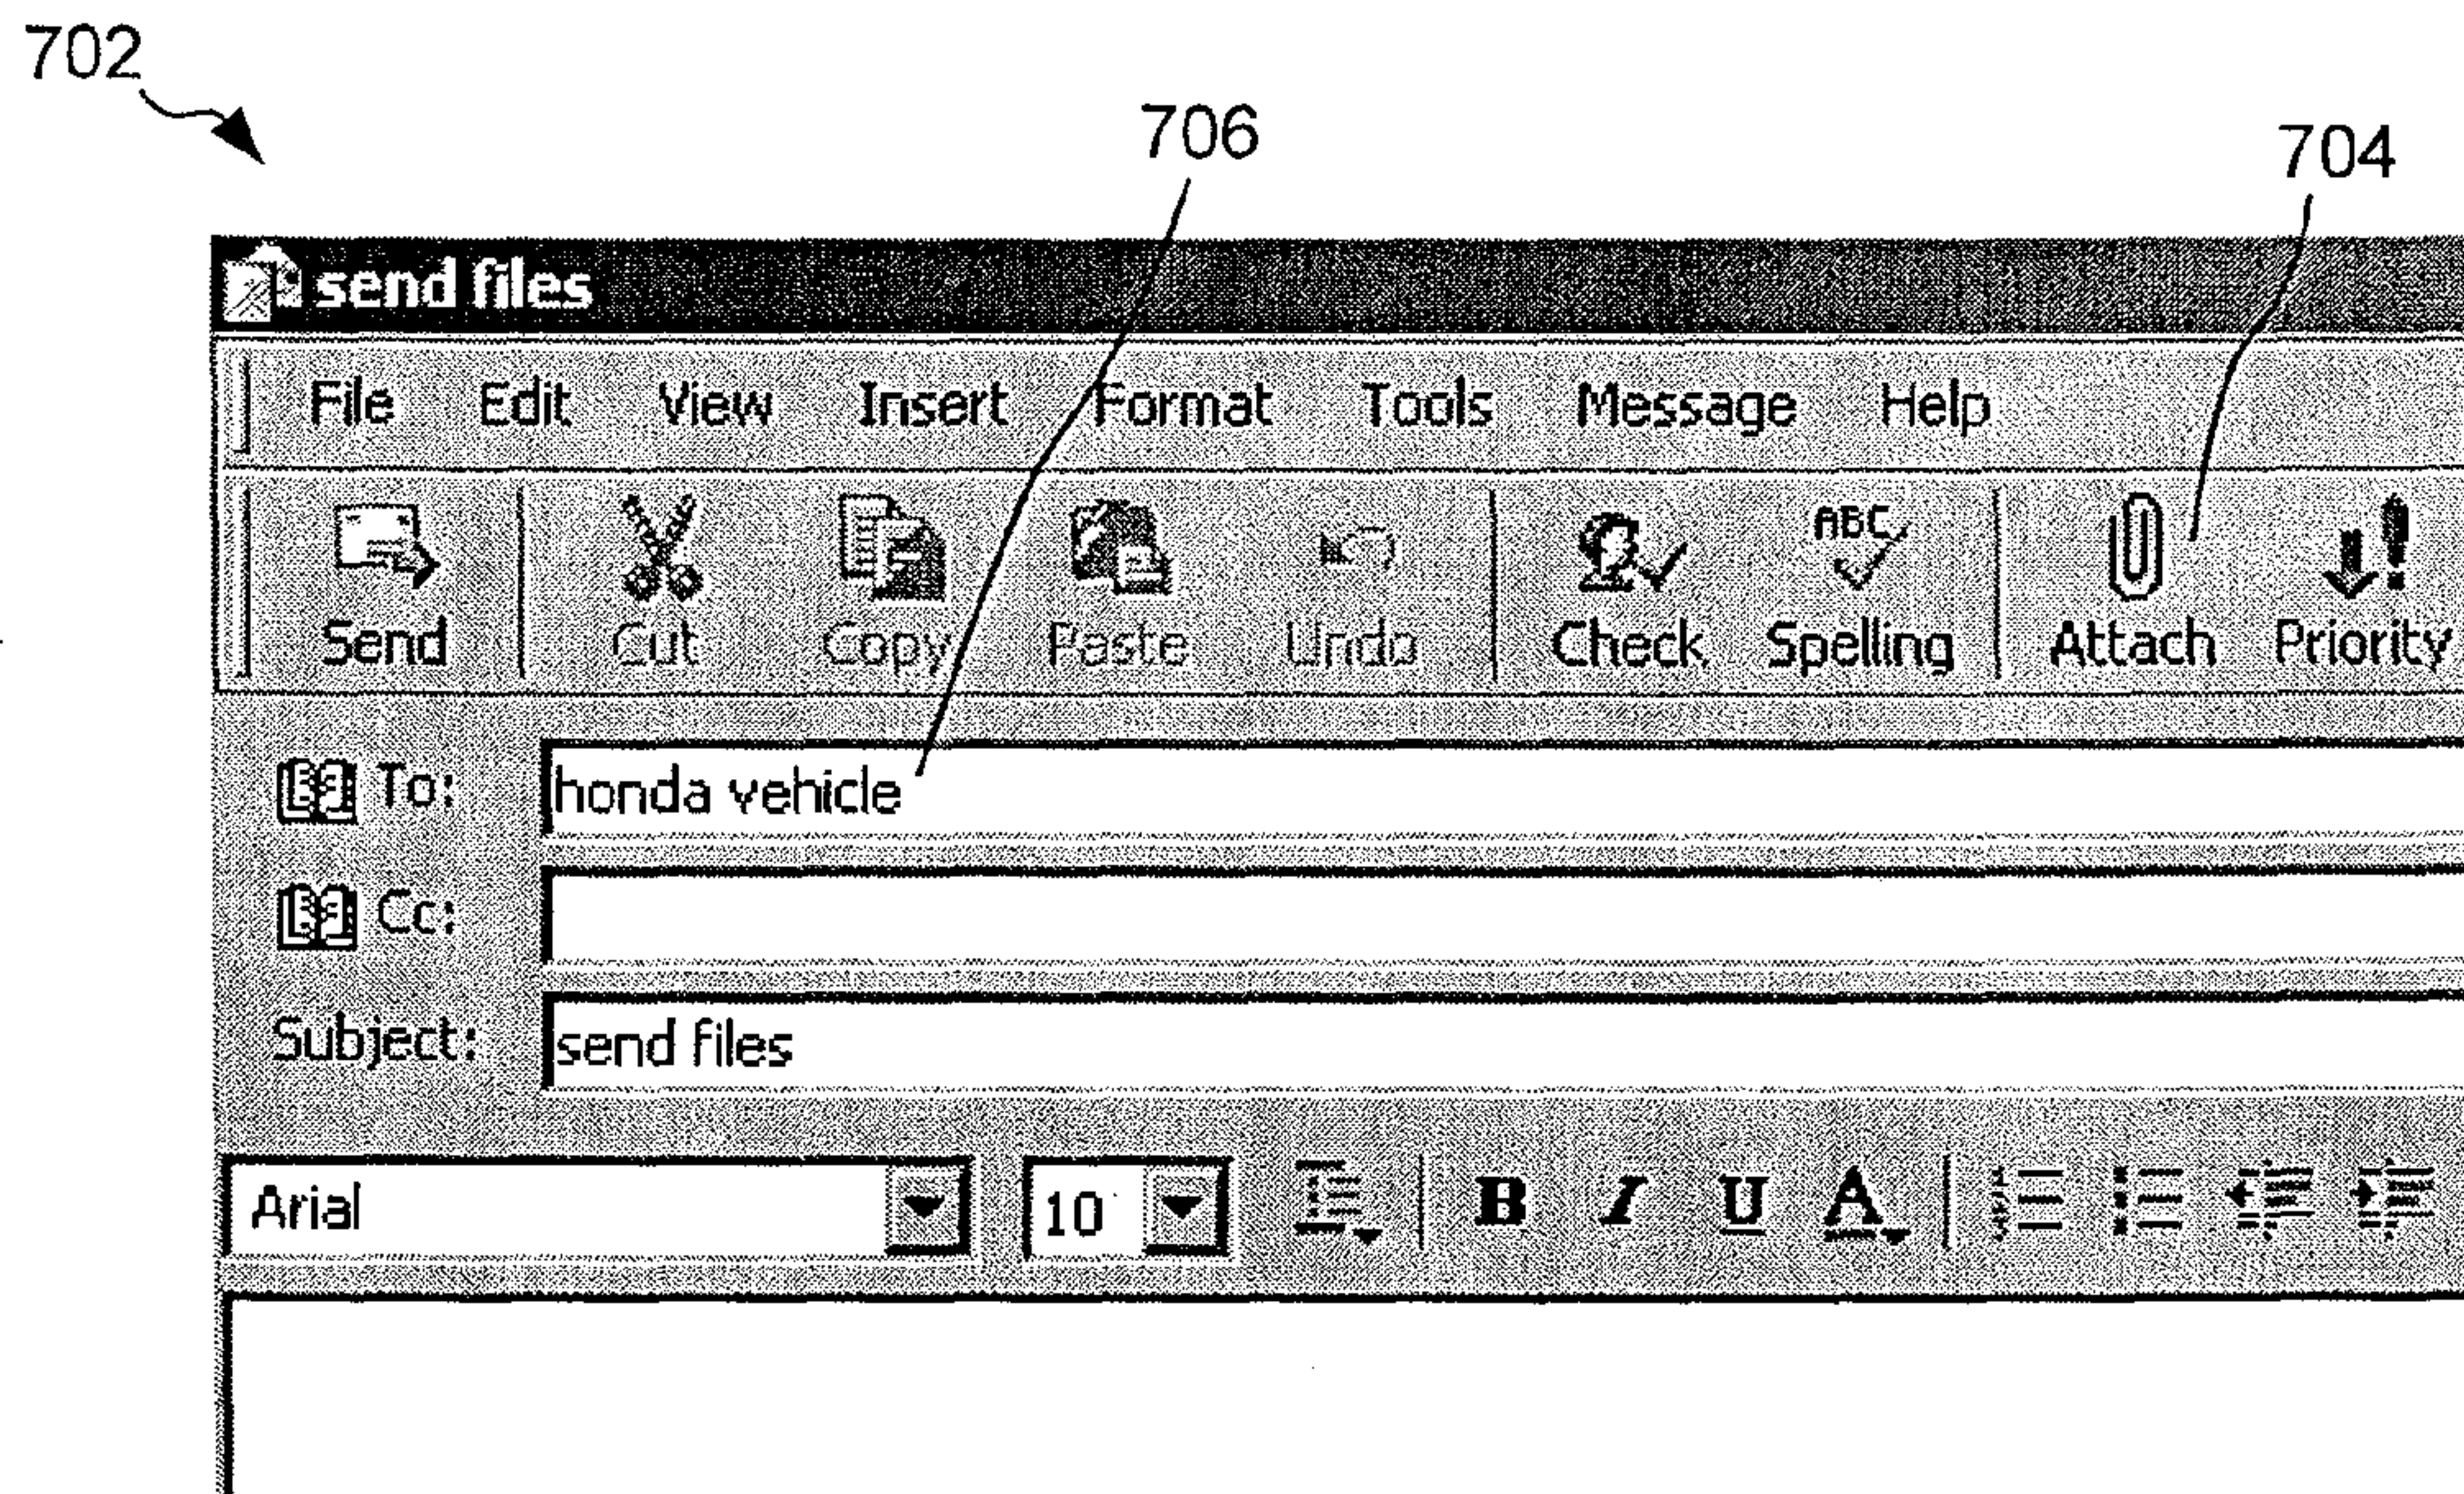 702
706
704
send files
File Edit View Insert Format Tools Message Help
ABC
Send Cut Copy Paste Undo Check Spelling Attach Priority
To: honda vehicle
Cc:
Subject: send files
Arial 10 B I U A